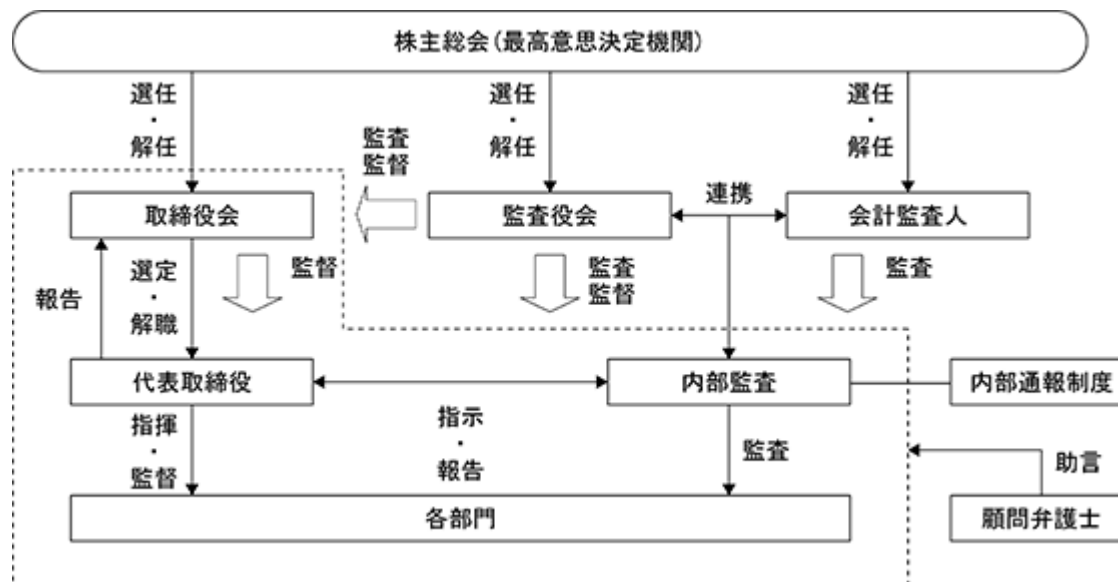 株主総会(最高意思決定機関)
選任
・
解任
選任
・
解任
選任
・
解任
監査
監督
取締役会
監査役会
連携
会計監査人
報告
選定
・
解職
監督
監査
監督
監査
代表取締役
内部監査
内部通報制度
指揮
・
監督
指示
・
報告
監査
助言
各部門
顧問弁護士